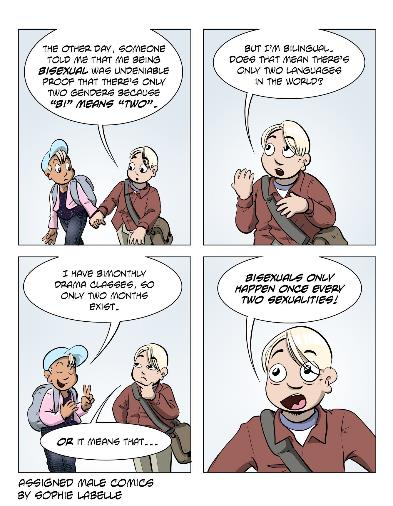 THE OTHER DAY, SOMEONE
TOLD ME THAT ME BEING
BISEXUAL WAS UNDENIABLE
PROOF THAT THERE'S ONLY
TWO GENDERS BECAUSE
"BI" MEANS "TWO".
BUT I'M BILINGUAL.
DOES THAT MEAN THERE'S
ONLY TWO LANGUAGES
IN THE WORLD?
I HAVE BIMONTHLY
DRAMA CLASSES, SO
ONLY TWO MONTHS
EXIST.
OR IT MEANS THAT...
BISEXUALS ONLY
HAPPEN ONCE EVERY
TWO SEXUALITIES!
ASSIGNED MALE COMICS
BY SOPHIE LABELLE